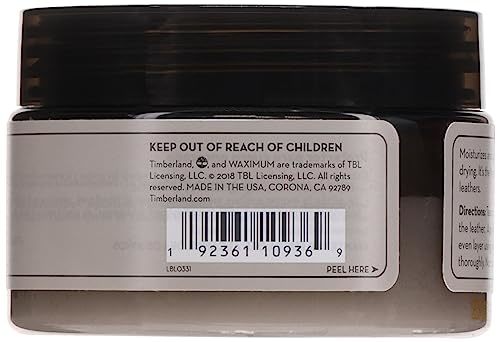 KEEP OUT OF REACH OF CHILDREN
Timberland, and WAXIMUM are trademarks of TBL
Licensing, LLC. © 2018 TBL Licensing, LLC. All rights
reserved. MADE IN THE USA, CORONA, CA 92789
Timberland.com
1 92361 10936 9
LBL0331
PEEL HERE >
Moisturizes
drying. It's
leathers.
Directions:
the leather.
even layer
thoroughly.